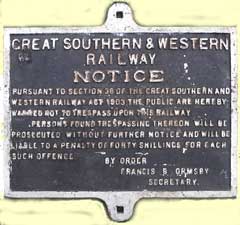 GREAT SOUTHERN & WESTERN
RAILWAY
NOTICE
PURSUANT TO SECTION 38 OF THE GREAT SOUTHERN AND
WESTERN RAILWAY ACT 1903 THE PUBLIC ARE HEREBY
WARNED NOT TO TRESPASS UPON THIS RAILWAY
PERSONS FOUND TRESPASSING THEREON WILL BE
PROSECUTED WITHOUT FURTHER NOTICE AND WILL BE
LIABLE TO A PENALTY OF FORTY SHILLINGS FOR EACH
SUCH OFFENCE
BY ORDER
FRANCIS B. ORMSBY
SECRETARY.